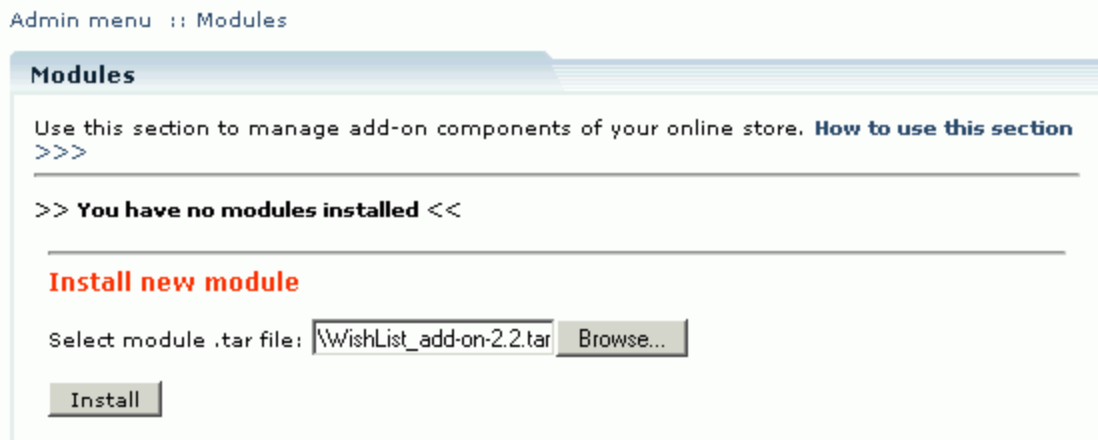 Admin menu :: Modules
Modules
Use this section to manage add-on components of your online store. How to use this section
>>>
>> You have no modules installed <<
Install new module
Select module .tar file: \WishList_add-on-2.2.tar Browse...
Install